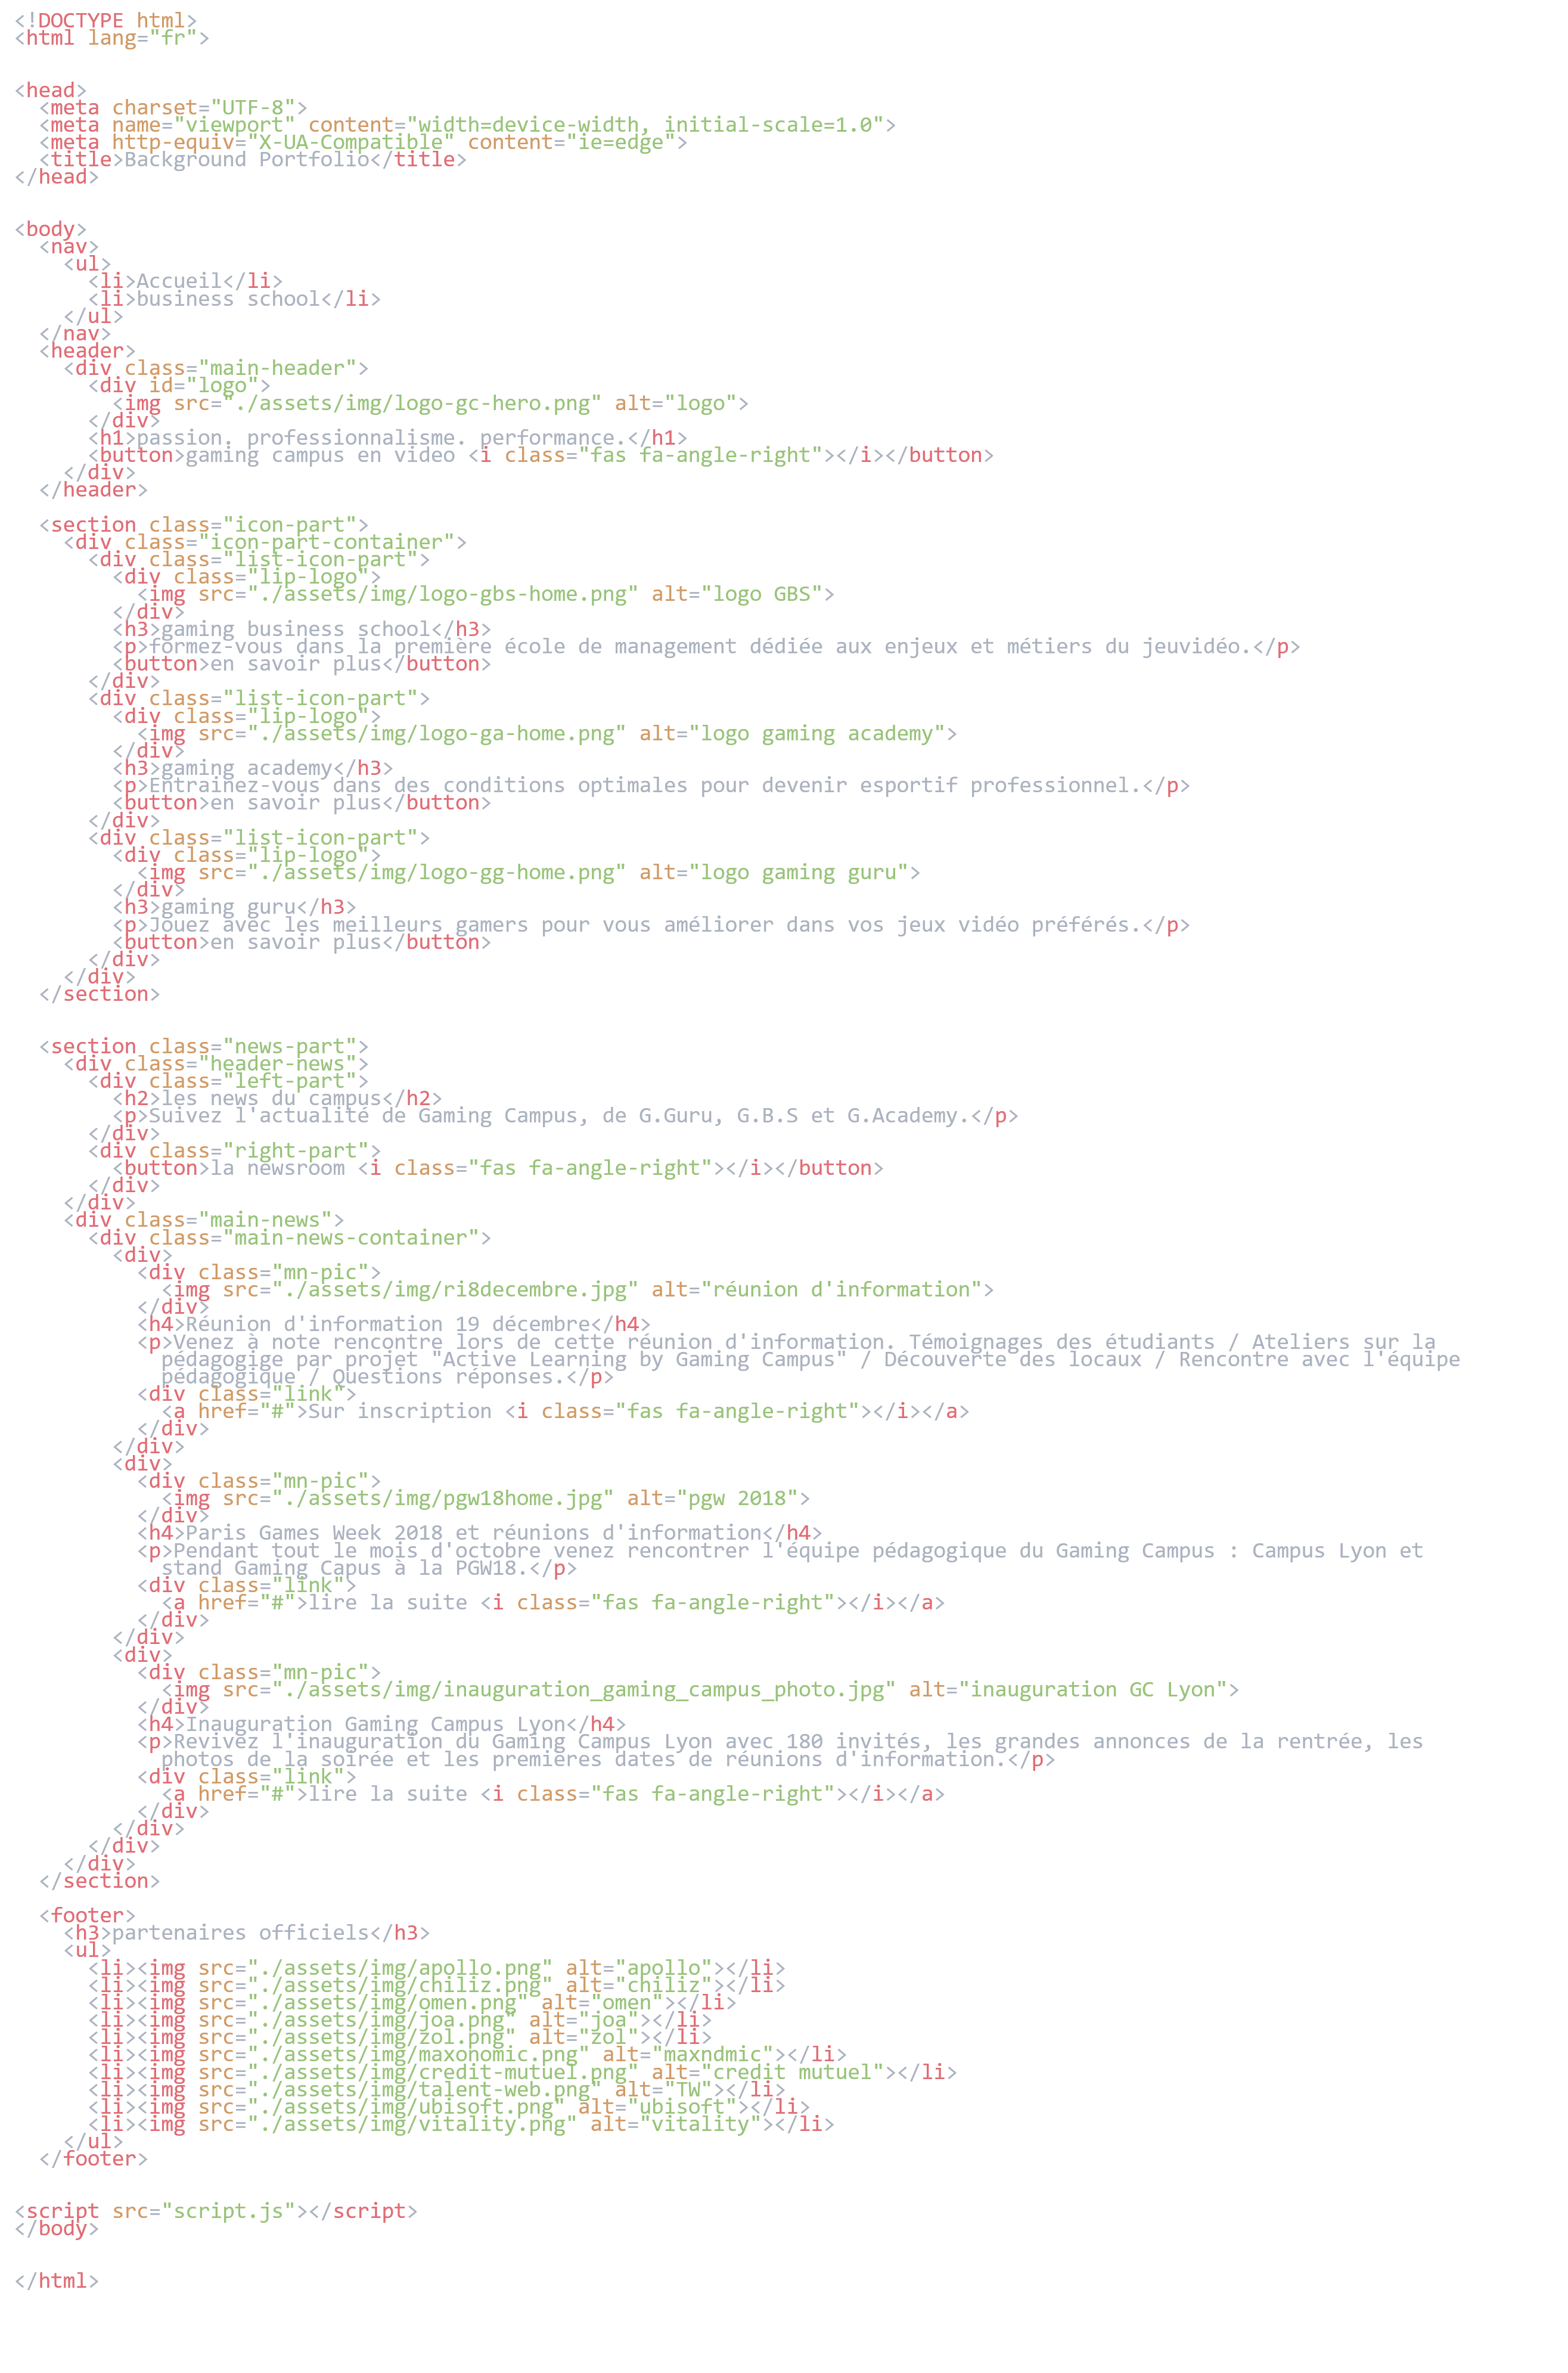 <!DOCTYPE html>
<html lang="fr">
<head>
<meta charset="UTF-8">
<meta name="viewport" content="width=device-width, initial-scale=1.0">
<meta http-equiv="X-UA-Compatible" content="ie=edge">
<title>Background Portfolio</title>
</head>
<body>
<nav>
<ul>
<li>Accueil</li>
<li>business school</li>
</ul>
</nav>
<header>
<div class="main-header">
<div id="logo">
<img src="./assets/img/logo-gc-hero.png" alt="logo">
</div>
<h1>passion. professionnalisme. performance.</h1>
<button>gaming campus en video <i class="fas fa-angle-right"></i></button>
</div>
</header>
<section class="icon-part">
<div class="icon-part-container">
<div class="list-icon-part">
<div class="lip-logo">
<img src="./assets/img/logo-gbs-home.png" alt="logo GBS">
</div>
<h3>gaming business school</h3>
<p>formez-vous dans la première école de management dédiée aux enjeux et métiers du jeuvidéo.</p>
<button>en savoir plus</button>
</div>
<div class="list-icon-part">
<div class="lip-logo">
<img src="./assets/img/logo-ga-home.png" alt="logo gaming academy">
</div>
<h3>gaming academy</h3>
<p>Entrainez-vous dans des conditions optimales pour devenir esportif professionnel.</p>
<button>en savoir plus</button>
</div>
<div class="list-icon-part">
<div class="lip-logo">
<img src="./assets/img/logo-gg-home.png" alt="logo gaming guru">
</div>
<h3>gaming guru</h3>
<p>Jouez avec les meilleurs gamers pour vous améliorer dans vos jeux vidéo préférés.</p>
<button>en savoir plus</button>
</div>
</div>
</section>
<section class="news-part">
<div class="header-news">
<div class="left-part">
<h2>les news du campus</h2>
<p>Suivez l'actualité de Gaming Campus, de G.Guru, G.B.S et G.Academy.</p>
</div>
<div class="right-part">
<button>la newsroom <i class="fas fa-angle-right"></i></button>
</div>
</div>
<div class="main-news">
<div class="main-news-container">
<div>
<div class="mn-pic">
<img src="./assets/img/ri8decembre.jpg" alt="réunion d'information">
</div>
<h4>Réunion d'information 19 décembre</h4>
<p>Venez à note rencontre lors de cette réunion d'information. Témoignages des étudiants / Ateliers sur la
pédagogige par projet "Active Learning by Gaming Campus" / Découverte des locaux / Rencontre avec l'équipe
pédagogique / Questions réponses.</p>
<div class="link">
<a href="#">Sur inscription <i class="fas fa-angle-right"></i></a>
</div>
</div>
<div>
<div class="mn-pic">
<img src="./assets/img/pgw18home.jpg" alt="pgw 2018">
</div>
<h4>Paris Games Week 2018 et réunions d'information</h4>
<p>Pendant tout le mois d'octobre venez rencontrer l'équipe pédagogique du Gaming Campus : Campus Lyon et
stand Gaming Capus à la PGW18.</p>
<div class="link">
<a href="#">lire la suite <i class="fas fa-angle-right"></i></a>
</div>
</div>
<div>
<div class="mn-pic">
<img src="./assets/img/inauguration_gaming_campus_photo.jpg" alt="inauguration GC Lyon">
</div>
<h4>Inauguration Gaming Campus Lyon</h4>
<p>Revivez l'inauguration du Gaming Campus Lyon avec 180 invités, les grandes annonces de la rentrée, les
photos de la soirée et les premières dates de réunions d'information.</p>
<div class="link">
<a href="#">lire la suite <i class="fas fa-angle-right"></i></a>
</div>
</div>
</div>
</div>
</section>
<footer>
<h3>partenaires officiels</h3>
<ul>
<li><img src="./assets/img/apollo.png" alt="apollo"></li>
<li><img src="./assets/img/chiliz.png" alt="chiliz"></li>
<li><img src="./assets/img/omen.png" alt="omen"></li>
<li><img src="./assets/img/joa.png" alt="joa"></li>
<li><img src="./assets/img/zol.png" alt="zol"></li>
<li><img src="./assets/img/maxonomic.png" alt="maxndmic"></li>
<li><img src="./assets/img/credit-mutuel.png" alt="credit mutuel"></li>
<li><img src="./assets/img/talent-web.png" alt="TW"></li>
<li><img src="./assets/img/ubisoft.png" alt="ubisoft"></li>
<li><img src="./assets/img/vitality.png" alt="vitality"></li>
</ul>
</footer>
<script src="script.js"></script>
</body>
</html>